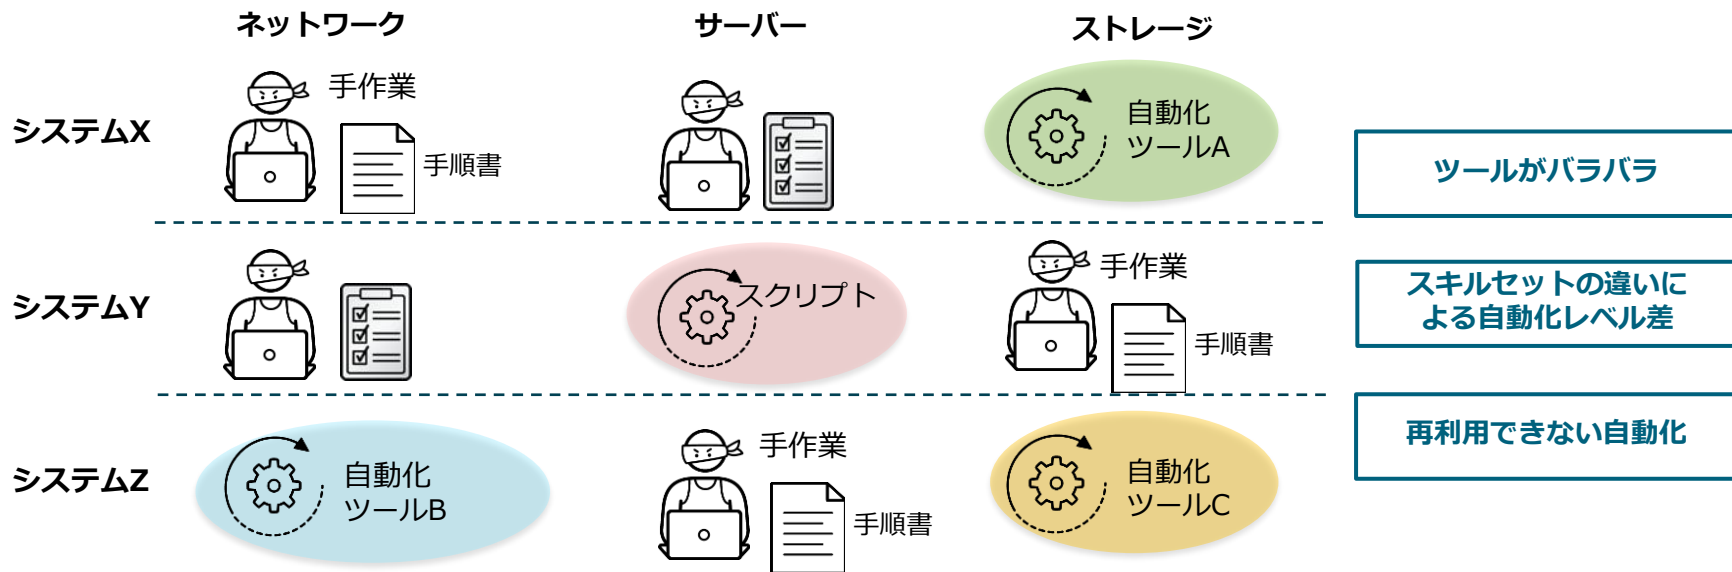 ネットワーク
サーバー
ストレージ
システムX
手作業
手順書
自動化
ツールA
システムY
スクリプト
手作業
手順書
システムZ
自動化
ツールB
手作業
手順書
自動化
ツールC
ツールがバラバラ
スキルセットの違いに
よる自動化レベル差
再利用できない自動化